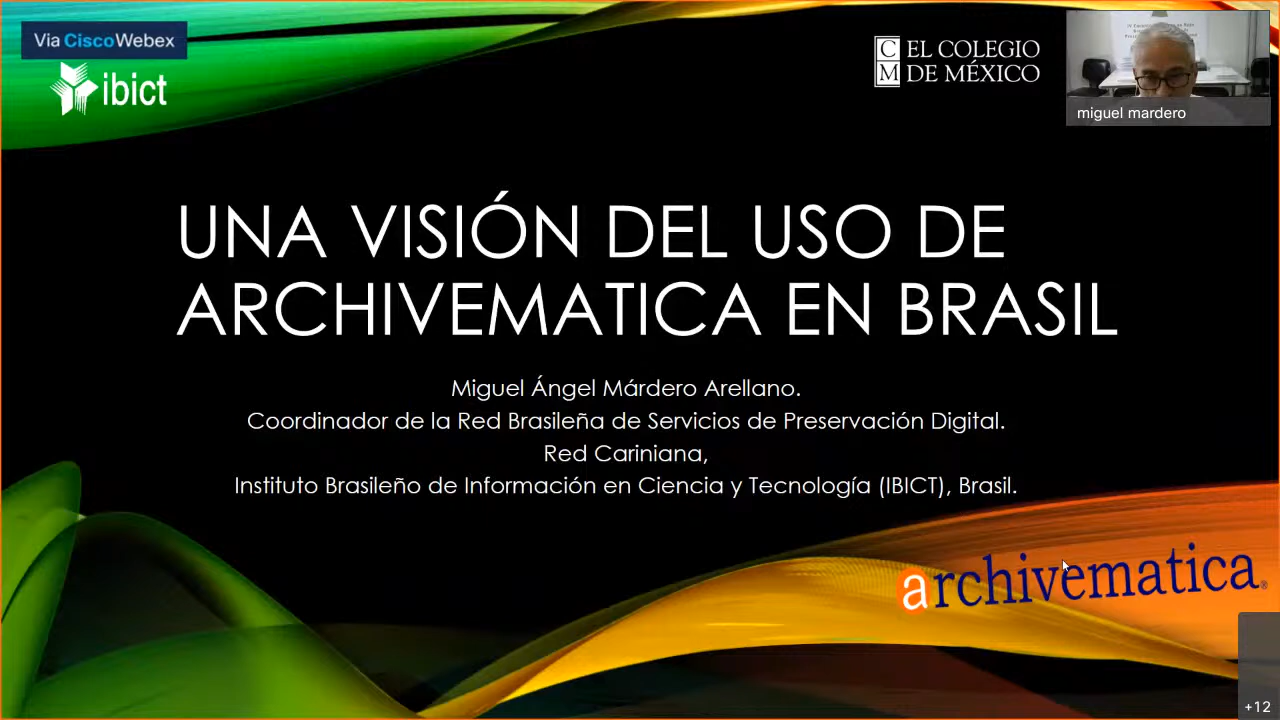 Via CiscoWebex
ibict
EL COLEGIO
DE MÉXICO
CM
miguel mardero
UNA VISIÓN DEL USO DE
ARCHIVEMATICA EN BRASIL
Miguel Ángel Márdero Arellano.
Coordinador de la Red Brasileña de Servicios de Preservación Digital.
Red Cariniana,
Instituto Brasileño de Información en Ciencia y Tecnología (IBICT), Brasil.
archivematica®
+12